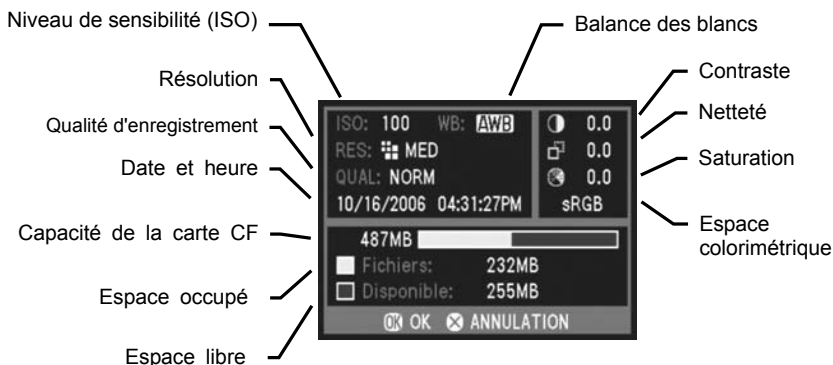 Niveau de sensibilité (ISO)
Résolution
Qualité d'enregistrement
Date et heure
Capacité de la carte CF
Espace occupé
Espace libre
ISO: 100 WB: AWB
RES: MED
QUAL: NORM
10/16/2006 04:31:27PM
0.0
0.0
0.0
sRGB
487MB
Fichiers: 232MB
Disponible: 255MB
OK OK ANNULATION
Balance des blancs
Contraste
Netteté
Saturation
Espace
colorimétrique